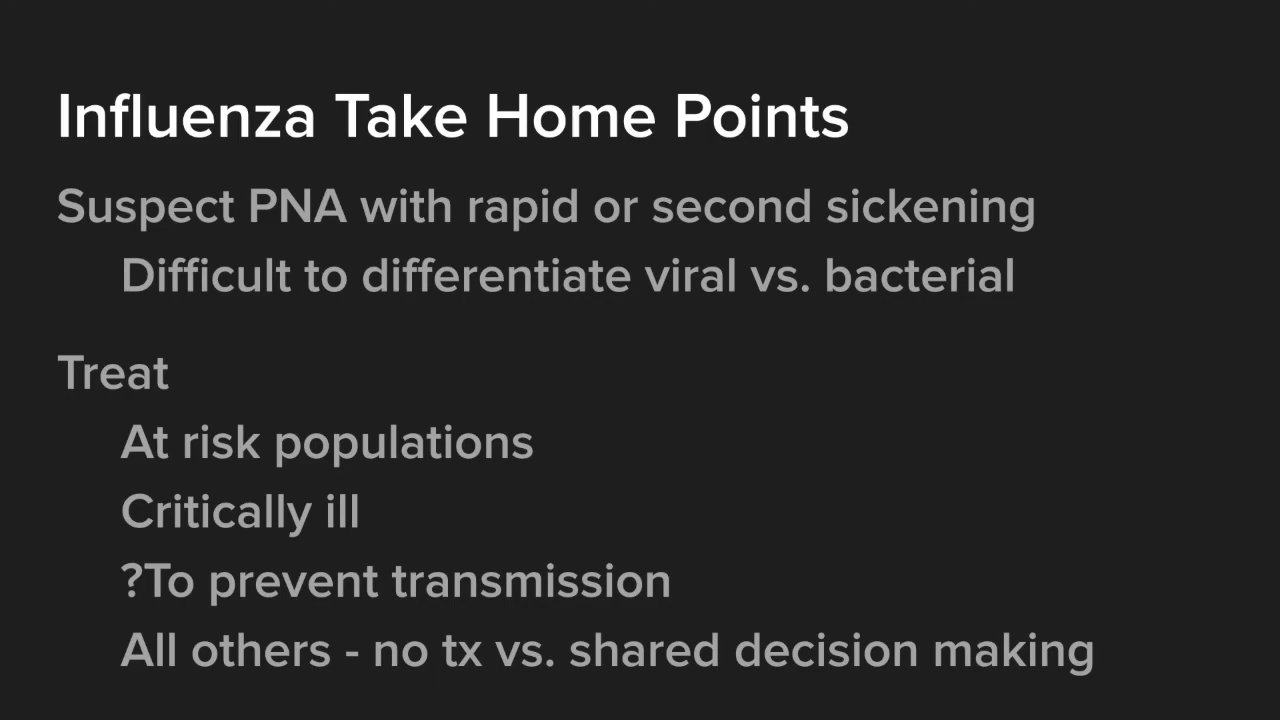 Influenza Take Home Points
Suspect PNA with rapid or second sickening
Difficult to differentiate viral vs. bacterial
Treat
At risk populations
Critically ill
?To prevent transmission
All others - no tx vs. shared decision making